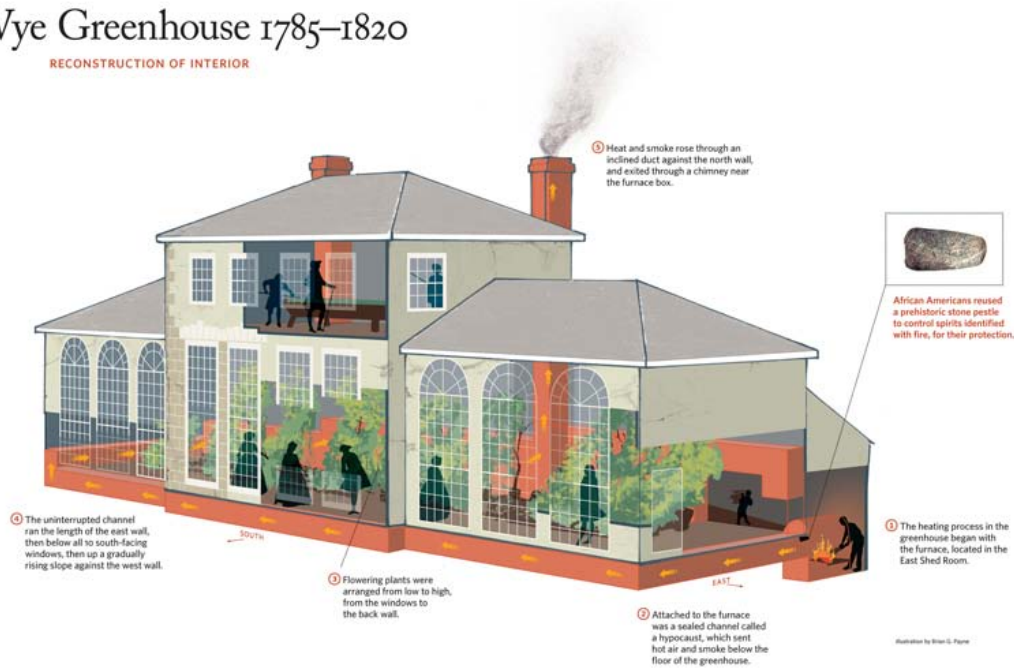 Wye Greenhouse 1785–1820
RECONSTRUCTION OF INTERIOR
⑤ Heat and smoke rose through an
inclined duct against the north wall,
and exited through a chimney near
the furnace box.
African Americans reused
a prehistoric stone pestle
to control spirits identified
with fire, for their protection.
④ The uninterrupted channel
ran the length of the east wall,
then below all 10 south-facing
windows, then up a gradually
rising slope against the west wall.
SOUTH
③ Flowering plants were
arranged from low to high,
from the windows to
the back wall.
EAST
② Attached to the furnace
was a sealed channel called
a hypocaust, which sent
hot air and smoke below the
floor of the greenhouse.
① The heating process in the
greenhouse began with
the furnace, located in the
East Shed Room.
Illustration by Brian G. Payne